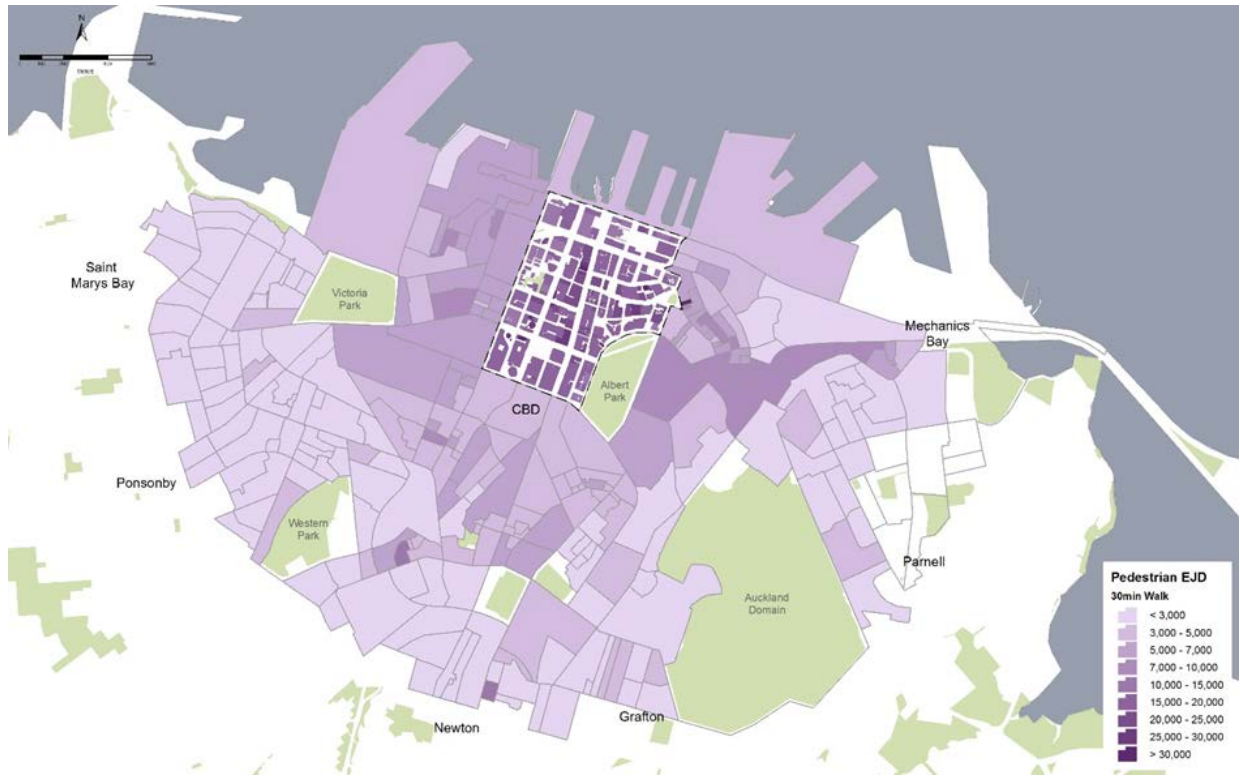 N
Saint
Marys Bay
Victoria
Park
Mechanics
Bay
Albert
Park
CBD
Ponsonby
Western
Park
Parnell
Auckland
Domain
Grafton
Newton
Pedestrian EJD
30min Walk
< 3,000
3,000 - 5,000
5,000 - 7,000
7,000 - 10,000
10,000 - 15,000
15,000 - 20,000
20,000 - 25,000
25,000 - 30,000
> 30,000